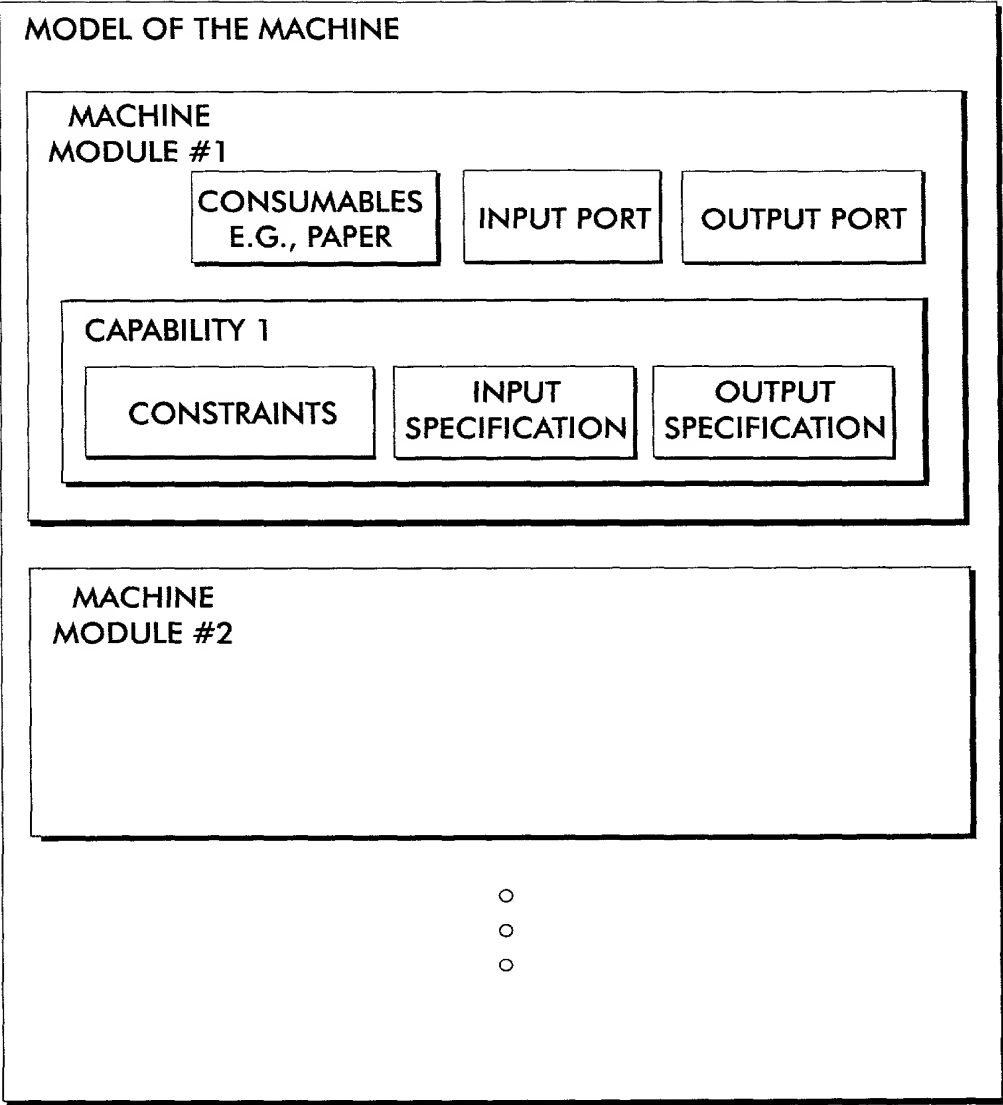 MODEL OF THE MACHINE
MACHINE
MODULE #1
CONSUMABLES
E.G., PAPER
INPUT PORT
OUTPUT PORT
CAPABILITY 1
CONSTRAINTS
INPUT
SPECIFICATION
OUTPUT
SPECIFICATION
MACHINE
MODULE #2